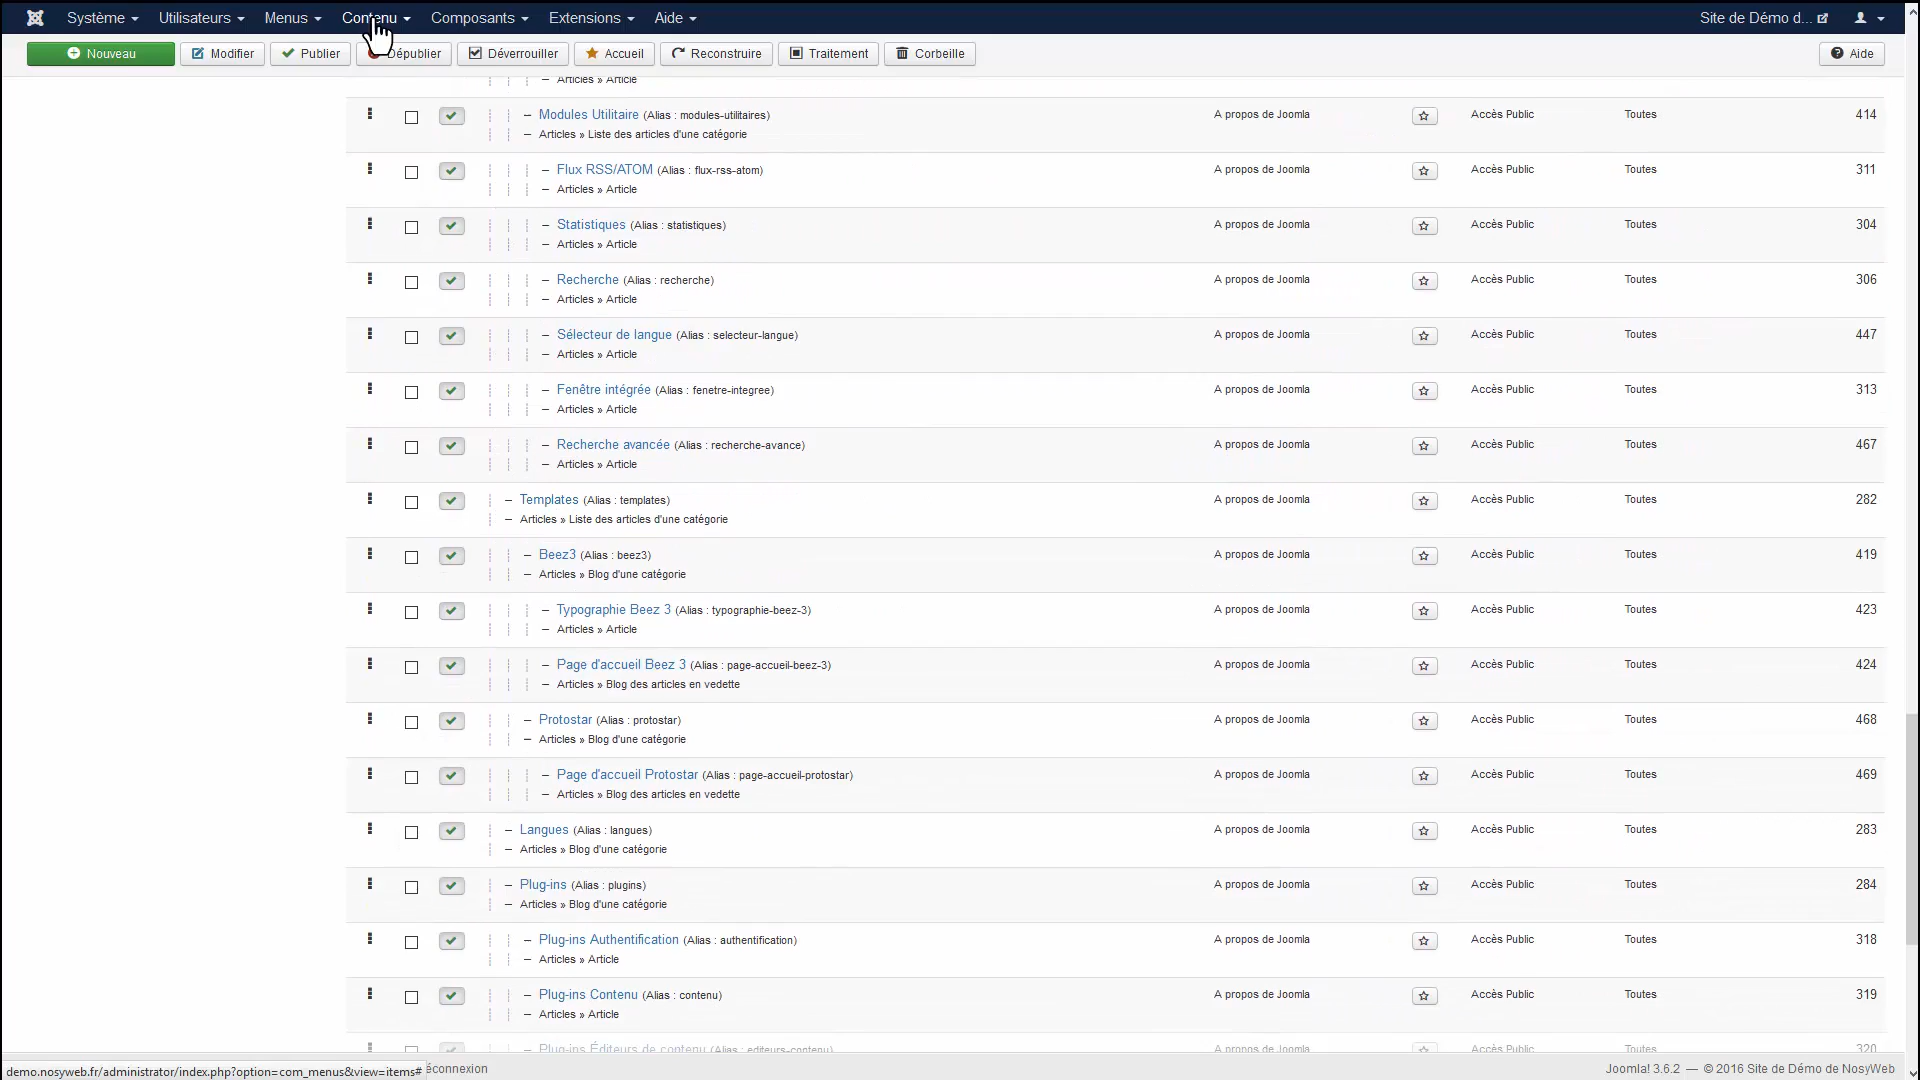 Système Utilisateurs Menus Contenu Composants Extensions Aide Site de Démo d...
Nouveau Modifier Publier Dépublier Déverrouiller Accueil Reconstruire Traitement Corbeille Aide
– Articles » Article
– Modules Utilitaire (Alias : modules-utilitaires) A propos de Joomla Accès Public Toutes 414
– Articles » Liste des articles d'une catégorie
– Flux RSS/ATOM (Alias : flux-rss-atom) A propos de Joomla Accès Public Toutes 311
– Articles » Article
– Statistiques (Alias : statistiques) A propos de Joomla Accès Public Toutes 304
– Articles » Article
– Recherche (Alias : recherche) A propos de Joomla Accès Public Toutes 306
– Articles » Article
– Sélecteur de langue (Alias : selecteur-langue) A propos de Joomla Accès Public Toutes 447
– Articles » Article
– Fenêtre intégrée (Alias : fenetre-integree) A propos de Joomla Accès Public Toutes 313
– Articles » Article
– Recherche avancée (Alias : recherche-avance) A propos de Joomla Accès Public Toutes 467
– Articles » Article
– Templates (Alias : templates) A propos de Joomla Accès Public Toutes 282
– Articles » Liste des articles d'une catégorie
– Beez3 (Alias : beez3) A propos de Joomla Accès Public Toutes 419
– Articles » Blog d'une catégorie
– Typographie Beez 3 (Alias : typographie-beez-3) A propos de Joomla Accès Public Toutes 423
– Articles » Article
– Page d'accueil Beez 3 (Alias : page-accueil-beez-3) A propos de Joomla Accès Public Toutes 424
– Articles » Blog des articles en vedette
– Protostar (Alias : protostar) A propos de Joomla Accès Public Toutes 468
– Articles » Blog d'une catégorie
– Page d'accueil Protostar (Alias : page-accueil-protostar) A propos de Joomla Accès Public Toutes 469
– Articles » Blog des articles en vedette
– Langues (Alias : langues) A propos de Joomla Accès Public Toutes 283
– Articles » Blog d'une catégorie
– Plug-ins (Alias : plugins) A propos de Joomla Accès Public Toutes 284
– Articles » Blog d'une catégorie
– Plug-ins Authentification (Alias : authentification) A propos de Joomla Accès Public Toutes 318
– Articles » Article
– Plug-ins Contenu (Alias : contenu) A propos de Joomla Accès Public Toutes 319
– Articles » Article
– Plug-ins Éditeurs de contenu (Alias : editeurs-contenu) A propos de Joomla Accès Public Toutes 320
demo.nosyweb.fr/administrator/index.php?option=com_menus&view=items# éconnexion Joomla! 3.6.2 — © 2016 Site de Démo de NosyWeb